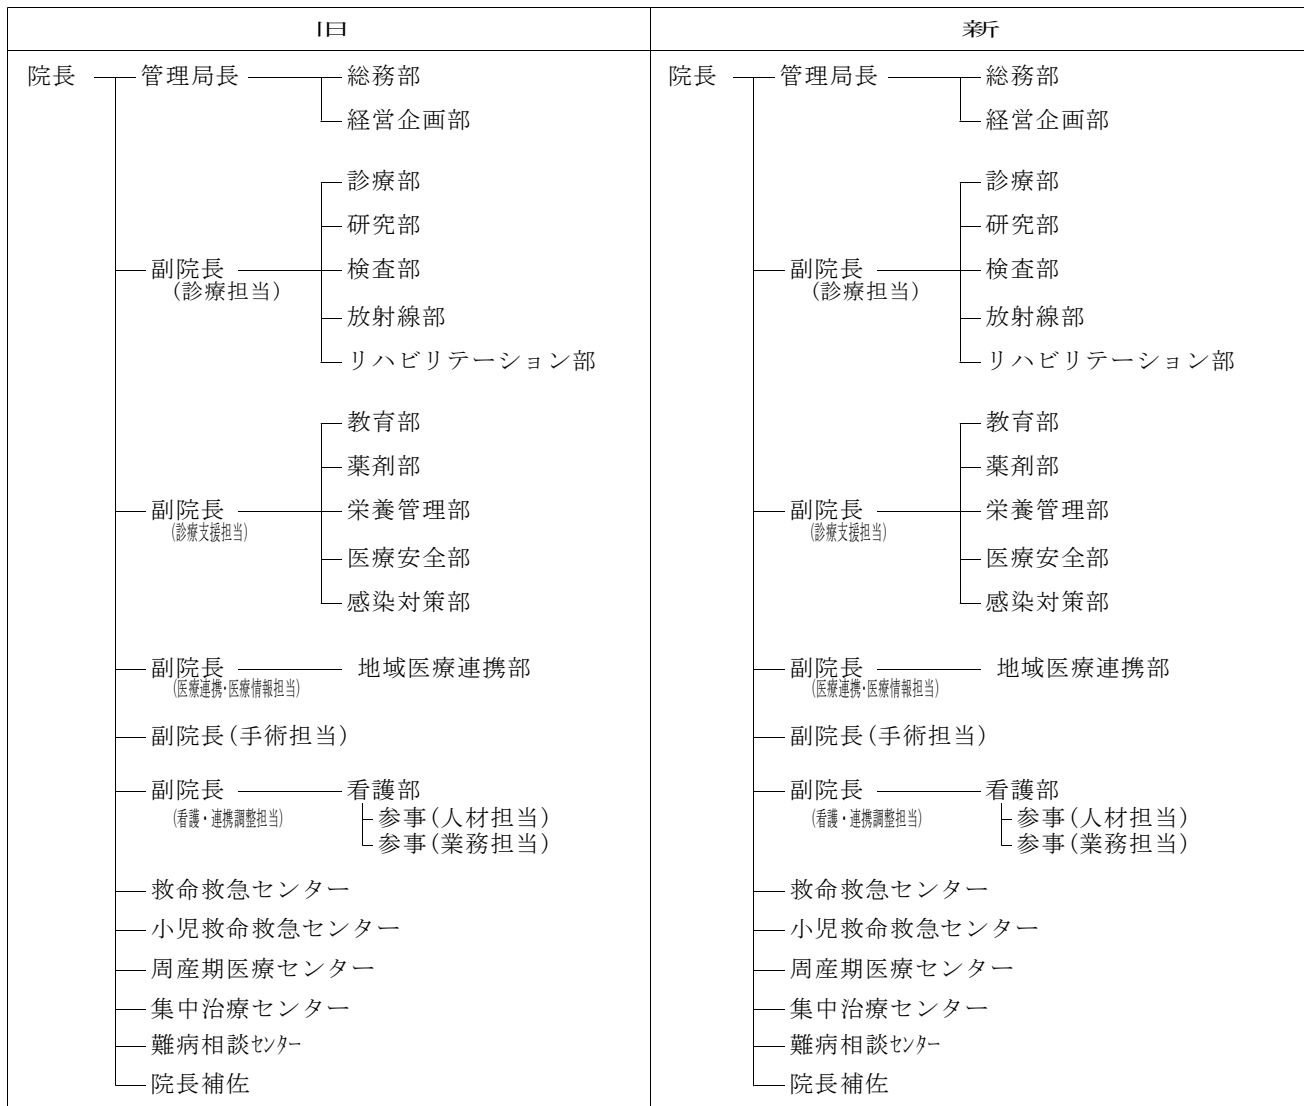 旧
院長 管理局長 総務部
経営企画部
診療部
研究部
副院長 検査部
(診療担当)
放射線部
リハビリテーション部
教育部
薬剤部
副院長 栄養管理部
(診療支援担当)
医療安全部
感染対策部
副院長 地域医療連携部
(医療連携・医療情報担当)
副院長(手術担当)
副院長 看護部
(看護・連携調整担当) 参事(人材担当)
参事(業務担当)
救命救急センター
小児救命救急センター
周産期医療センター
集中治療センター
難病相談センター
院長補佐
新
院長 管理局長 総務部
経営企画部
診療部
研究部
副院長 検査部
(診療担当)
放射線部
リハビリテーション部
教育部
薬剤部
副院長 栄養管理部
(診療支援担当)
医療安全部
感染対策部
副院長 地域医療連携部
(医療連携・医療情報担当)
副院長(手術担当)
副院長 看護部
(看護・連携調整担当) 参事(人材担当)
参事(業務担当)
救命救急センター
小児救命救急センター
周産期医療センター
集中治療センター
難病相談センター
院長補佐